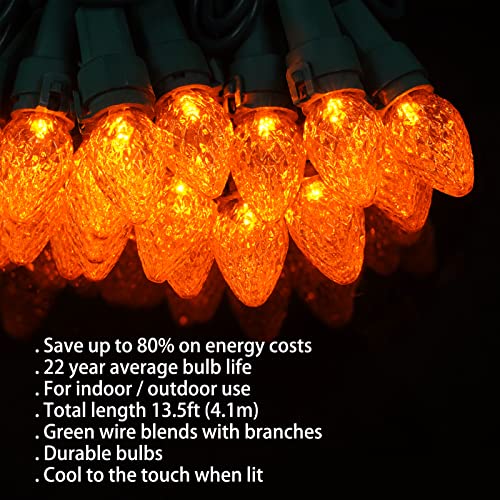 . Save up to 80% on energy costs
. 22 year average bulb life
. For indoor / outdoor use
. Total length 13.5ft (4.1m)
. Green wire blends with branches
. Durable bulbs
. Cool to the touch when lit